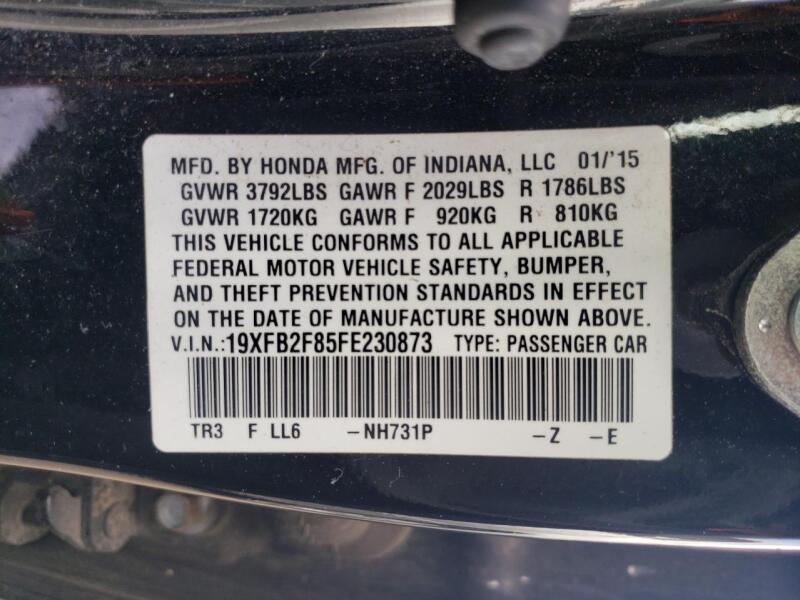 MFD. BY HONDA MFG. OF INDIANA, LLC 01/'15
GVWR 3792LBS GAWR F 2029LBS R 1786LBS
GVWR 1720KG GAWR F 920KG R 810KG
THIS VEHICLE CONFORMS TO ALL APPLICABLE
FEDERAL MOTOR VEHICLE SAFETY, BUMPER,
AND THEFT PREVENTION STANDARDS IN EFFECT
ON THE DATE OF MANUFACTURE SHOWN ABOVE.
V.I.N.:19XFB2F85FE230873 TYPE: PASSENGER CAR
TR3 F LL6 –NH731P –Z –E